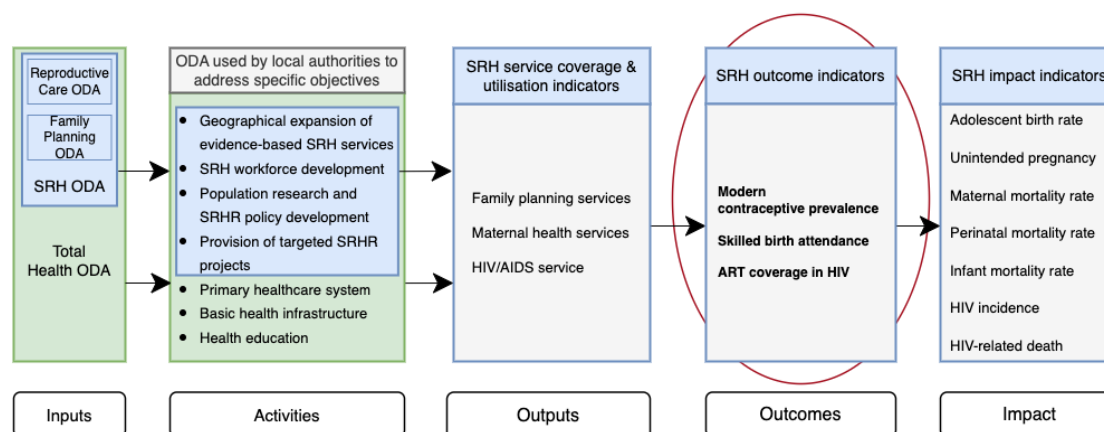 Reproductive
Care ODA
Family
Planning
ODA
SRH ODA
Total
Health ODA
ODA used by local authorities to
address specific objectives
• Geographical expansion of
evidence-based SRH services
• SRH workforce development
• Population research and
SRHR policy development
• Provision of targeted SRHR
projects
• Primary healthcare system
• Basic health infrastructure
• Health education
SRH service coverage &
utilisation indicators
Family planning services
Maternal health services
HIV/AIDS service
SRH outcome indicators
Modern
contraceptive prevalence
Skilled birth attendance
ART coverage in HIV
SRH impact indicators
Adolescent birth rate
Unintended pregnancy
Maternal mortality rate
Perinatal mortality rate
Infant mortality rate
HIV incidence
HIV-related death
Inputs
Activities
Outputs
Outcomes
Impact